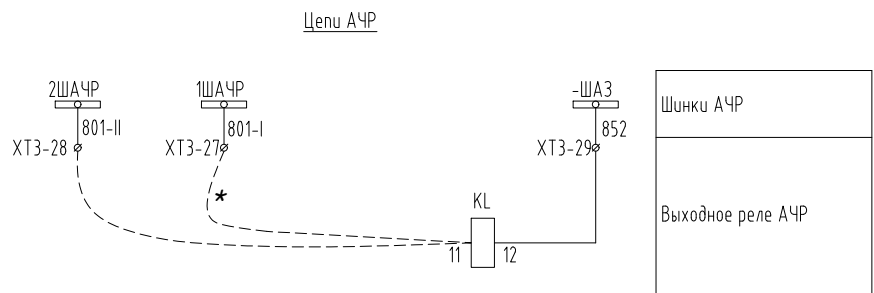 Цепи АЧР
2ШАЧР
1ШАЧР
-ШАЗ
Шинки АЧР
801-II
801-I
852
ХТ3-28
ХТ3-27
ХТ3-29
*
KL
Выходное реле АЧР
11
12